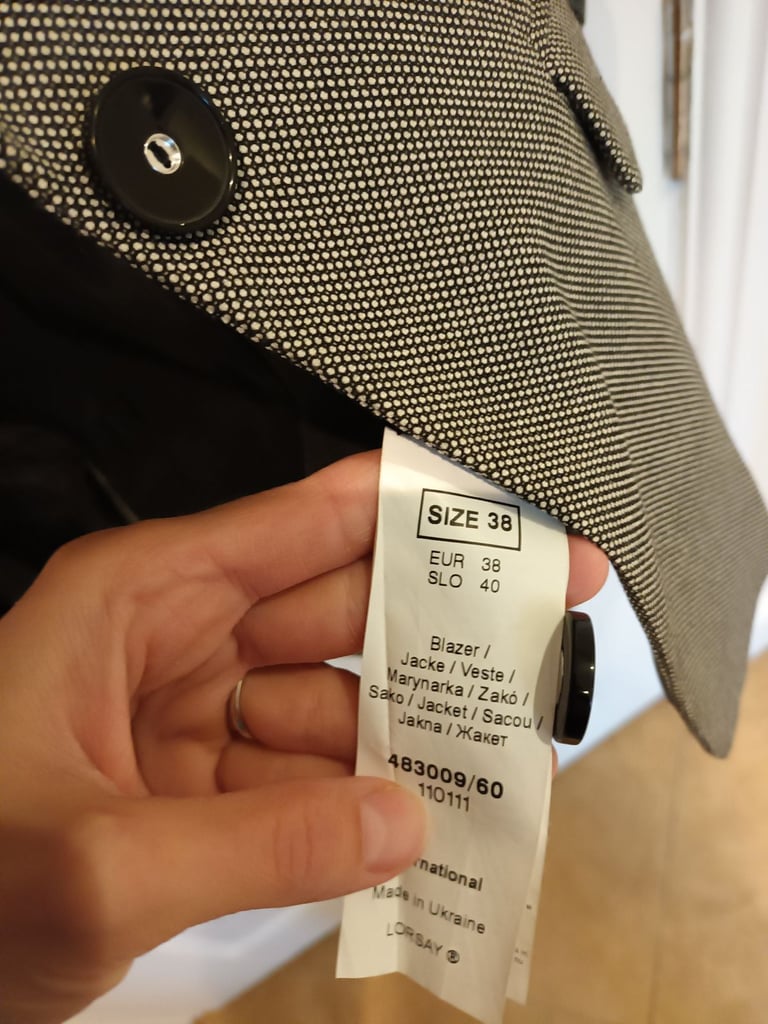 SIZE 38
EUR 38
SLO 40
Blazer /
Jacke / Veste /
Marynarka / Zakó /
Sako / Jacket / Sacou /
Jakna / Жакет
483009/60
110111
rnational
Made in Ukraine
LORSAY ®